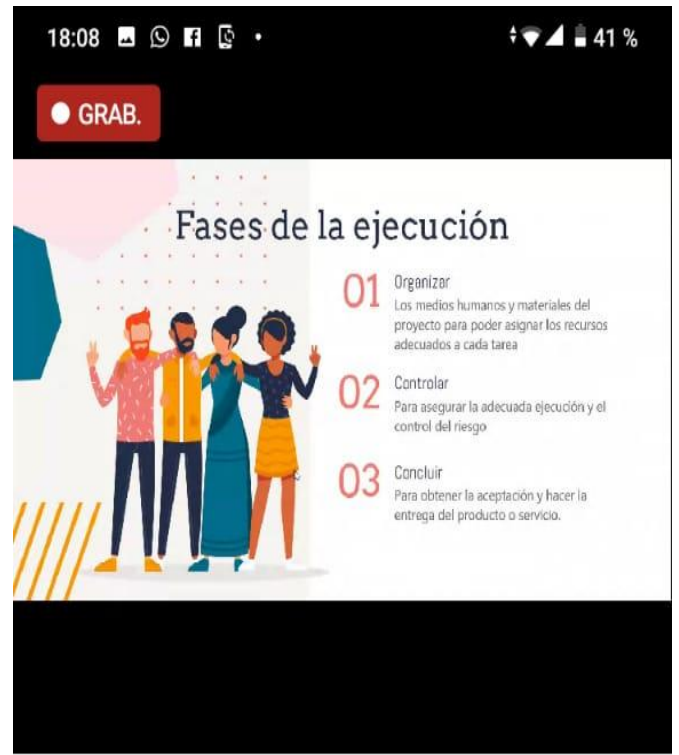 18:08 41 %
GRAB.
Fases de la ejecución
01 Organizar
Los medios humanos y materiales del
proyecto para poder asignar los recursos
adecuados a cada tarea
02 Controlar
Para asegurar la adecuada ejecución y el
control del riesgo
03 Concluir
Para obtener la aceptación y hacer la
entrega del producto o servicio.